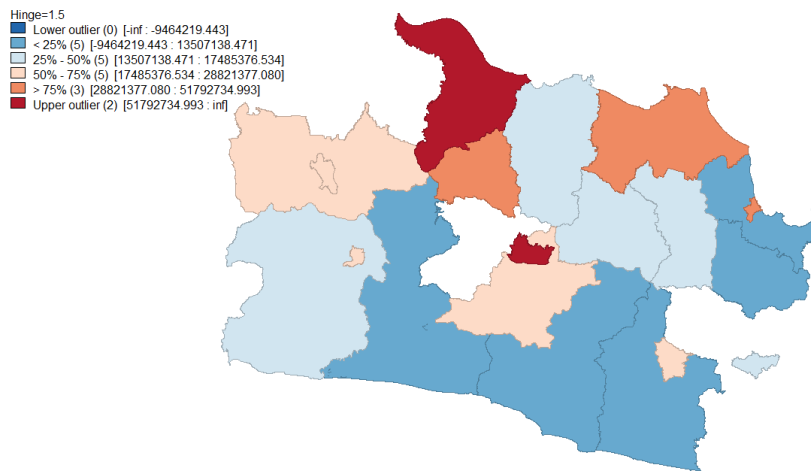 Hinge=1.5
Lower outlier (0) [-inf : -9464219.443]
< 25% (5) [-9464219.443 : 13507138.471]
25% - 50% (5) [13507138.471 : 17485376.534]
50% - 75% (5) [17485376.534 : 28821377.080]
> 75% (3) [28821377.080 : 51792734.993]
Upper outlier (2) [51792734.993 : inf]